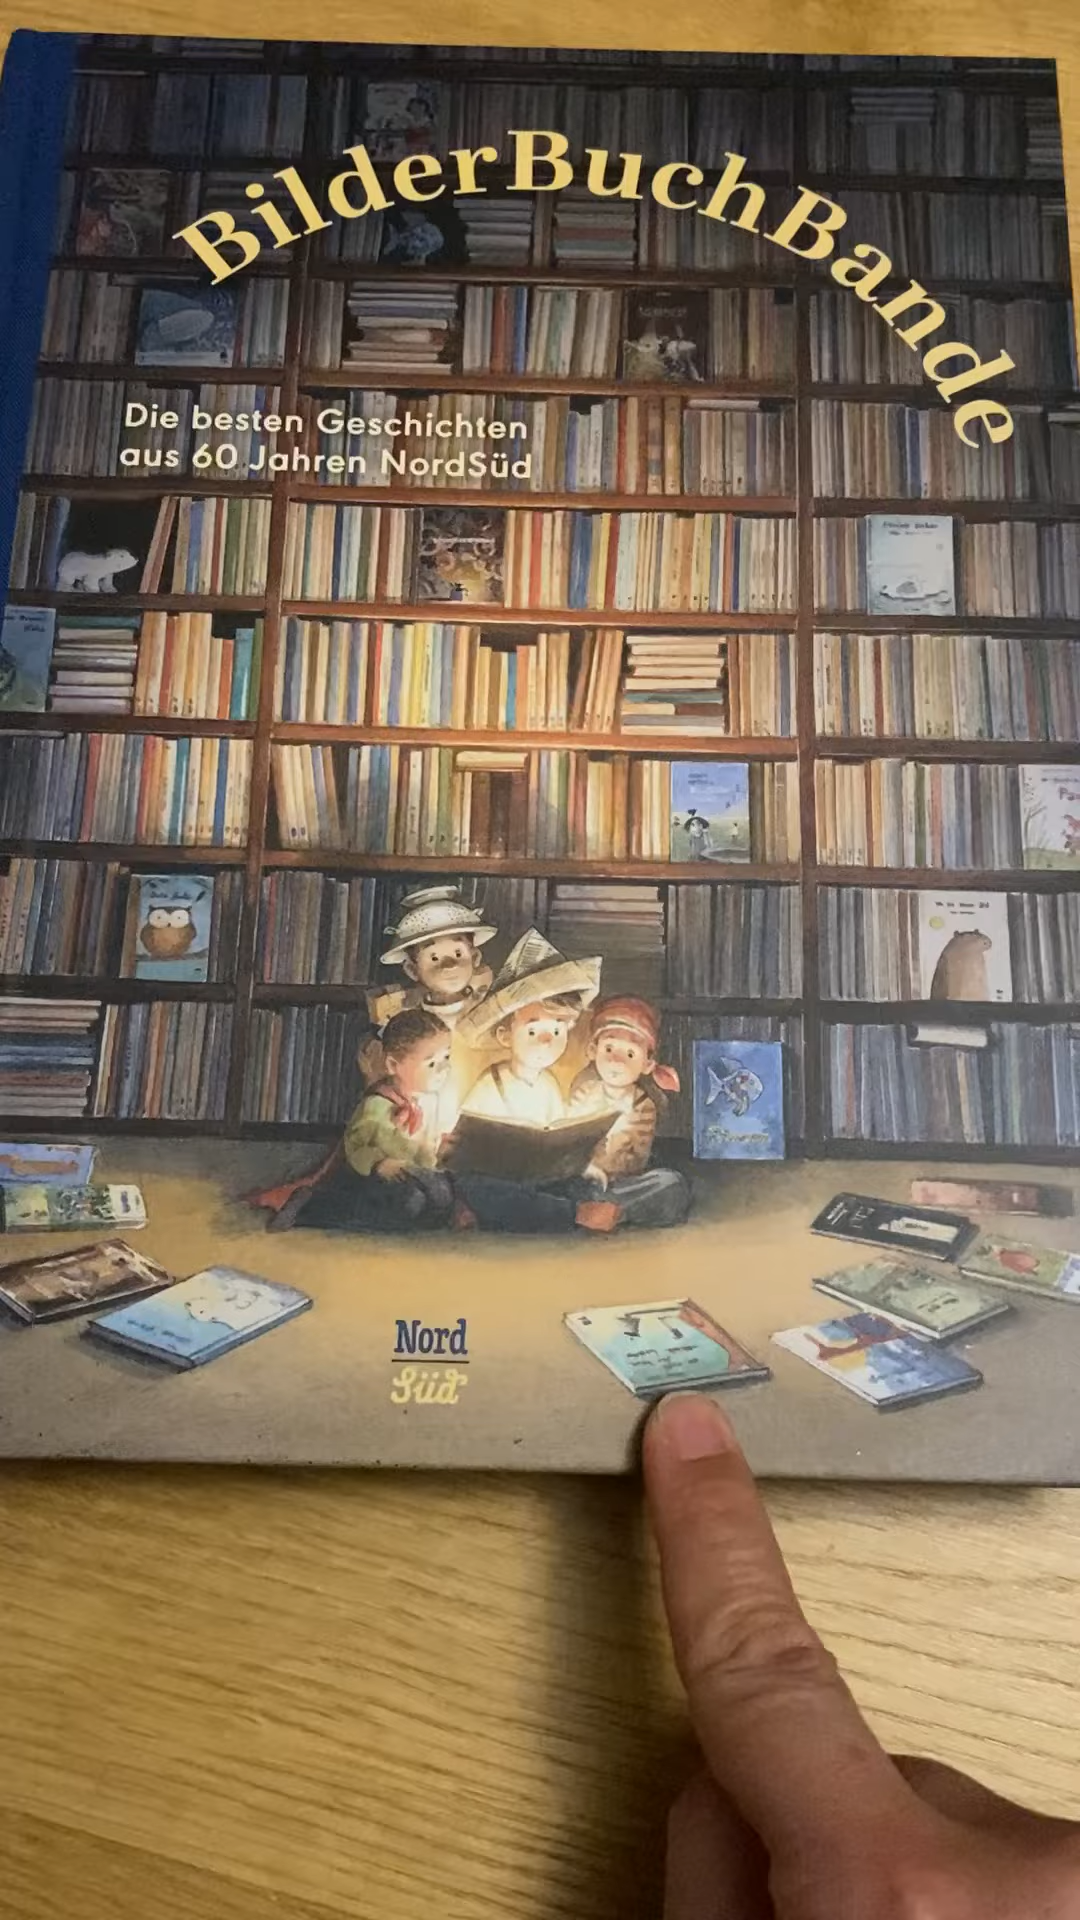 BilderBuchBande
Die besten Geschichten
aus 60 Jahren NordSüd
Nord
Süd